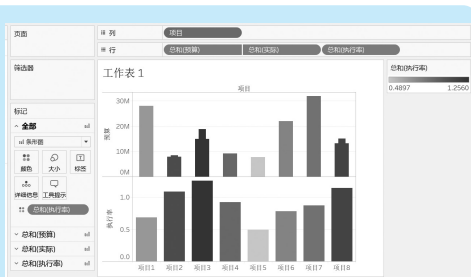 页面
列 项目
行 总和(预算) 总和(实际) 总和(执行率)
筛选器
标记
全部
条形图
颜色 大小 标签
详细信息 工具提示
总和(执行率)
总和(预算)
总和(实际)
总和(执行率)
工作表 1
项目
30M
20M
10M
0M
预算
1.0
0.5
0.0
执行率
项目1 项目2 项目3 项目4 项目5 项目6 项目7 项目8
总和(执行率)
0.4897 1.2560